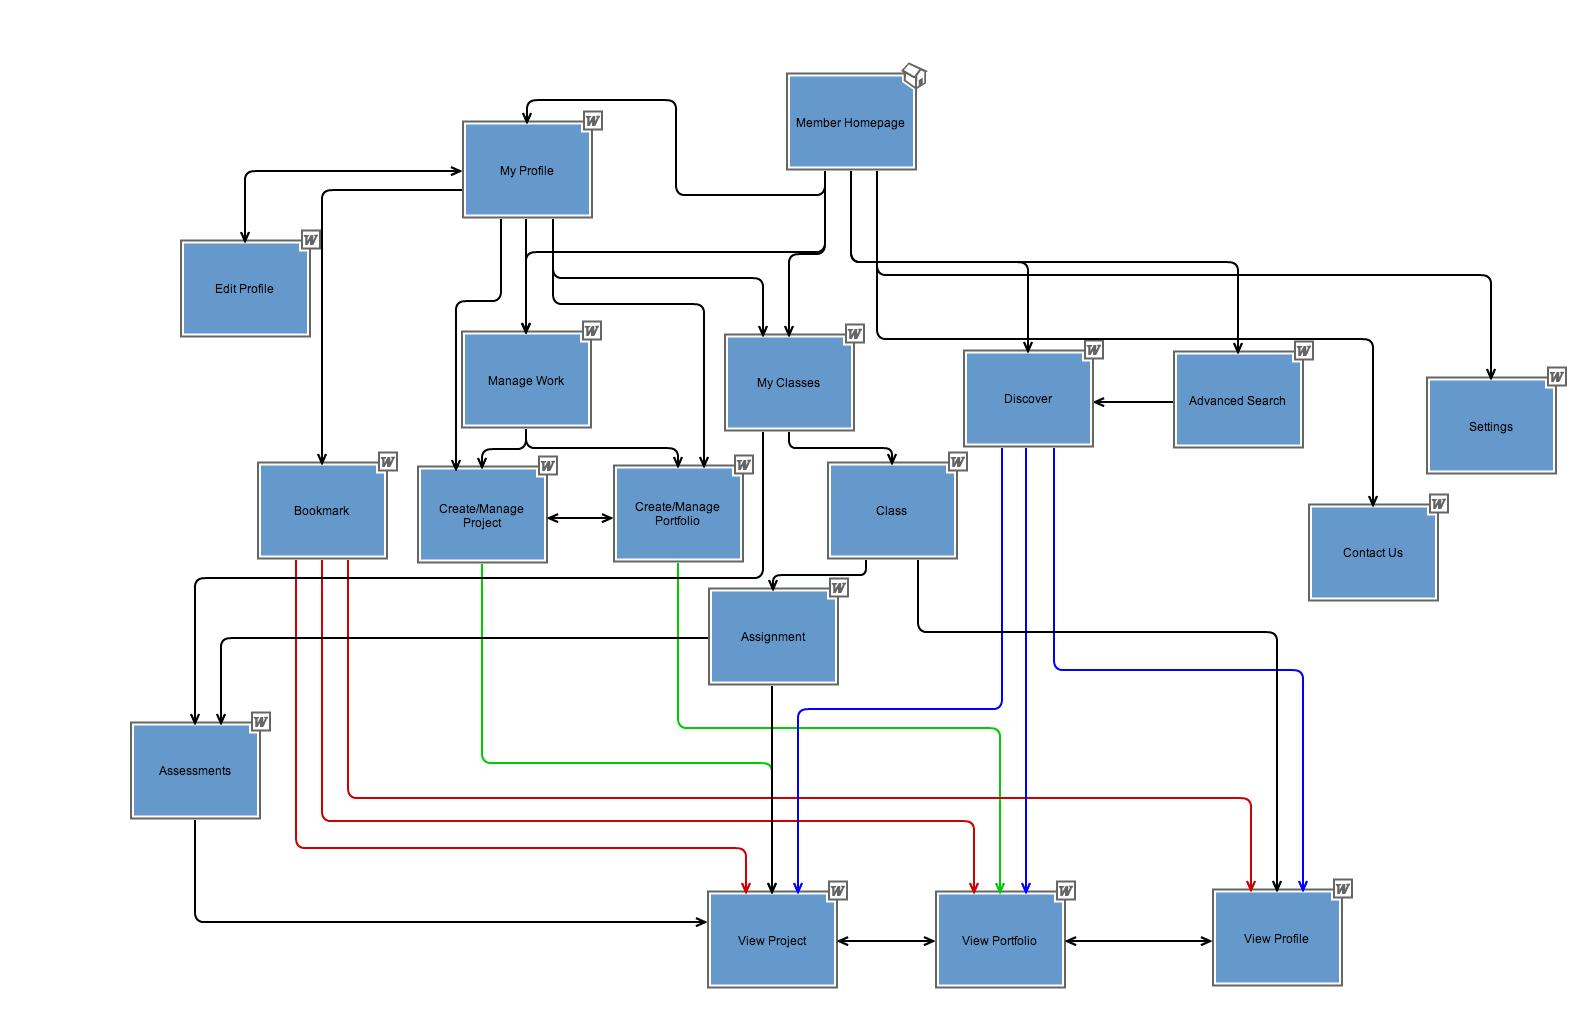 Member Homepage
W
My Profile
W
Edit Profile
W
Manage Work
W
My Classes
W
Discover
W
Advanced Search
W
Settings
W
Bookmark
W
Create/Manage
Project
W
Create/Manage
Portfolio
W
Class
W
Contact Us
W
Assignment
W
Assessments
W
View Project
W
View Portfolio
W
View Profile